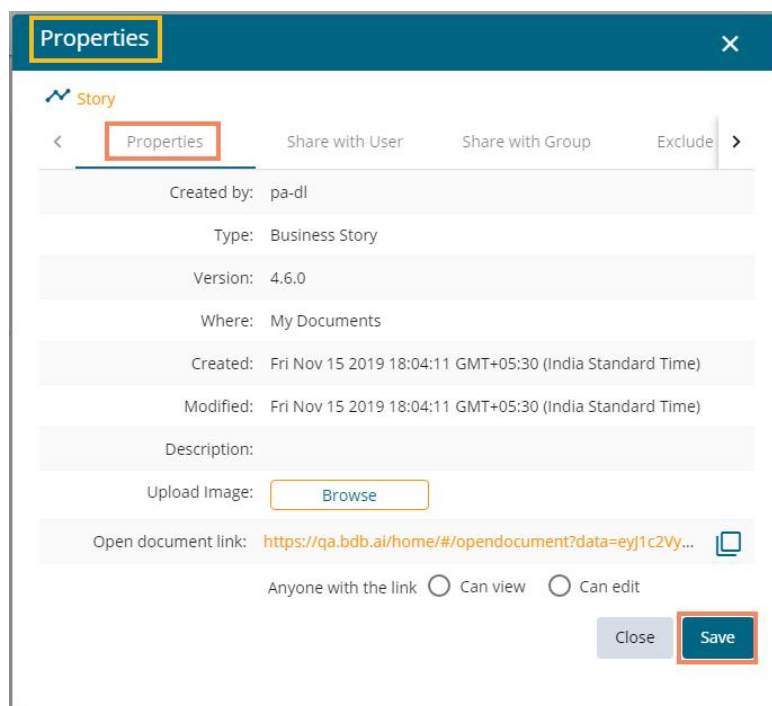 Properties
Story
Properties Share with User Share with Group Exclude
Created by: pa-dl
Type: Business Story
Version: 4.6.0
Where: My Documents
Created: Fri Nov 15 2019 18:04:11 GMT+05:30 (India Standard Time)
Modified: Fri Nov 15 2019 18:04:11 GMT+05:30 (India Standard Time)
Description:
Upload Image: Browse
Open document link: https://qa.bdb.ai/home/#/opendocument?data=eyJ1c2Vy...
Anyone with the link Can view Can edit
Close Save